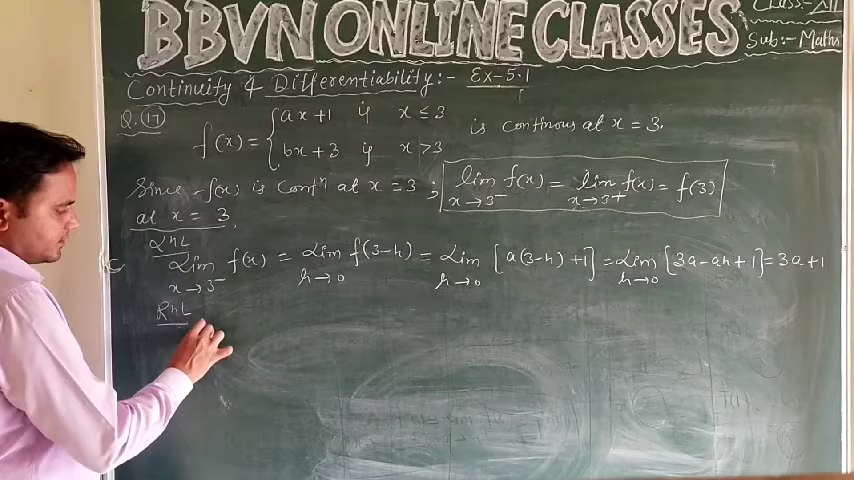 BBVN ONLINE CLASSES
Class:- XII
Sub:- Maths
Continuity & Differentiability:- Ex-5.1
Q. 17
f(x) = { ax+1 if x ≤ 3
bx+3 if x > 3
is continous at x = 3.
Since f(x) is contn at x = 3 ; lim x→3⁻ f(x) = lim x→3⁺ f(x) = f(3)
at x = 3.
LHL
Lim x→3⁻ f(x) = Lim h→0 f(3-h) = Lim h→0 [a(3-h)+1] = Lim h→0 [3a-ah+1] = 3a+1
RHL